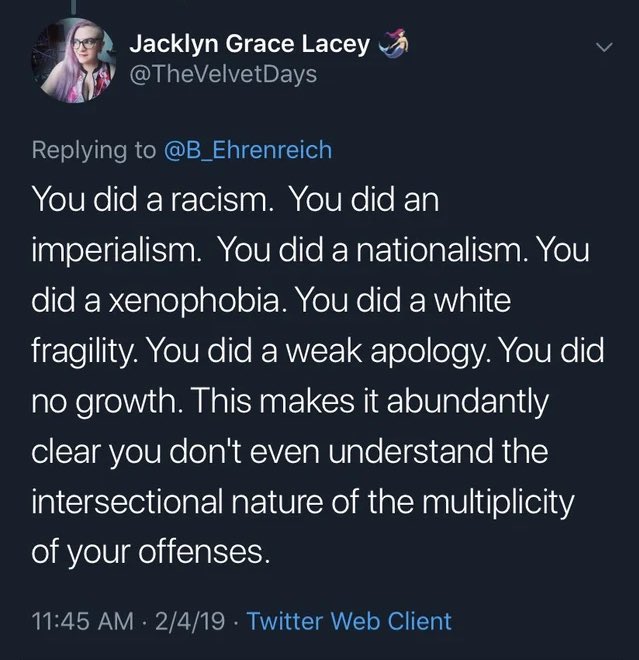 Jacklyn Grace Lacey 🧜‍♀️
@TheVelvetDays
Replying to @B_Ehrenreich
You did a racism.  You did an
imperialism.  You did a nationalism. You
did a xenophobia. You did a white
fragility. You did a weak apology. You did
no growth. This makes it abundantly
clear you don't even understand the
intersectional nature of the multiplicity
of your offenses.
11:45 AM · 2/4/19 · Twitter Web Client